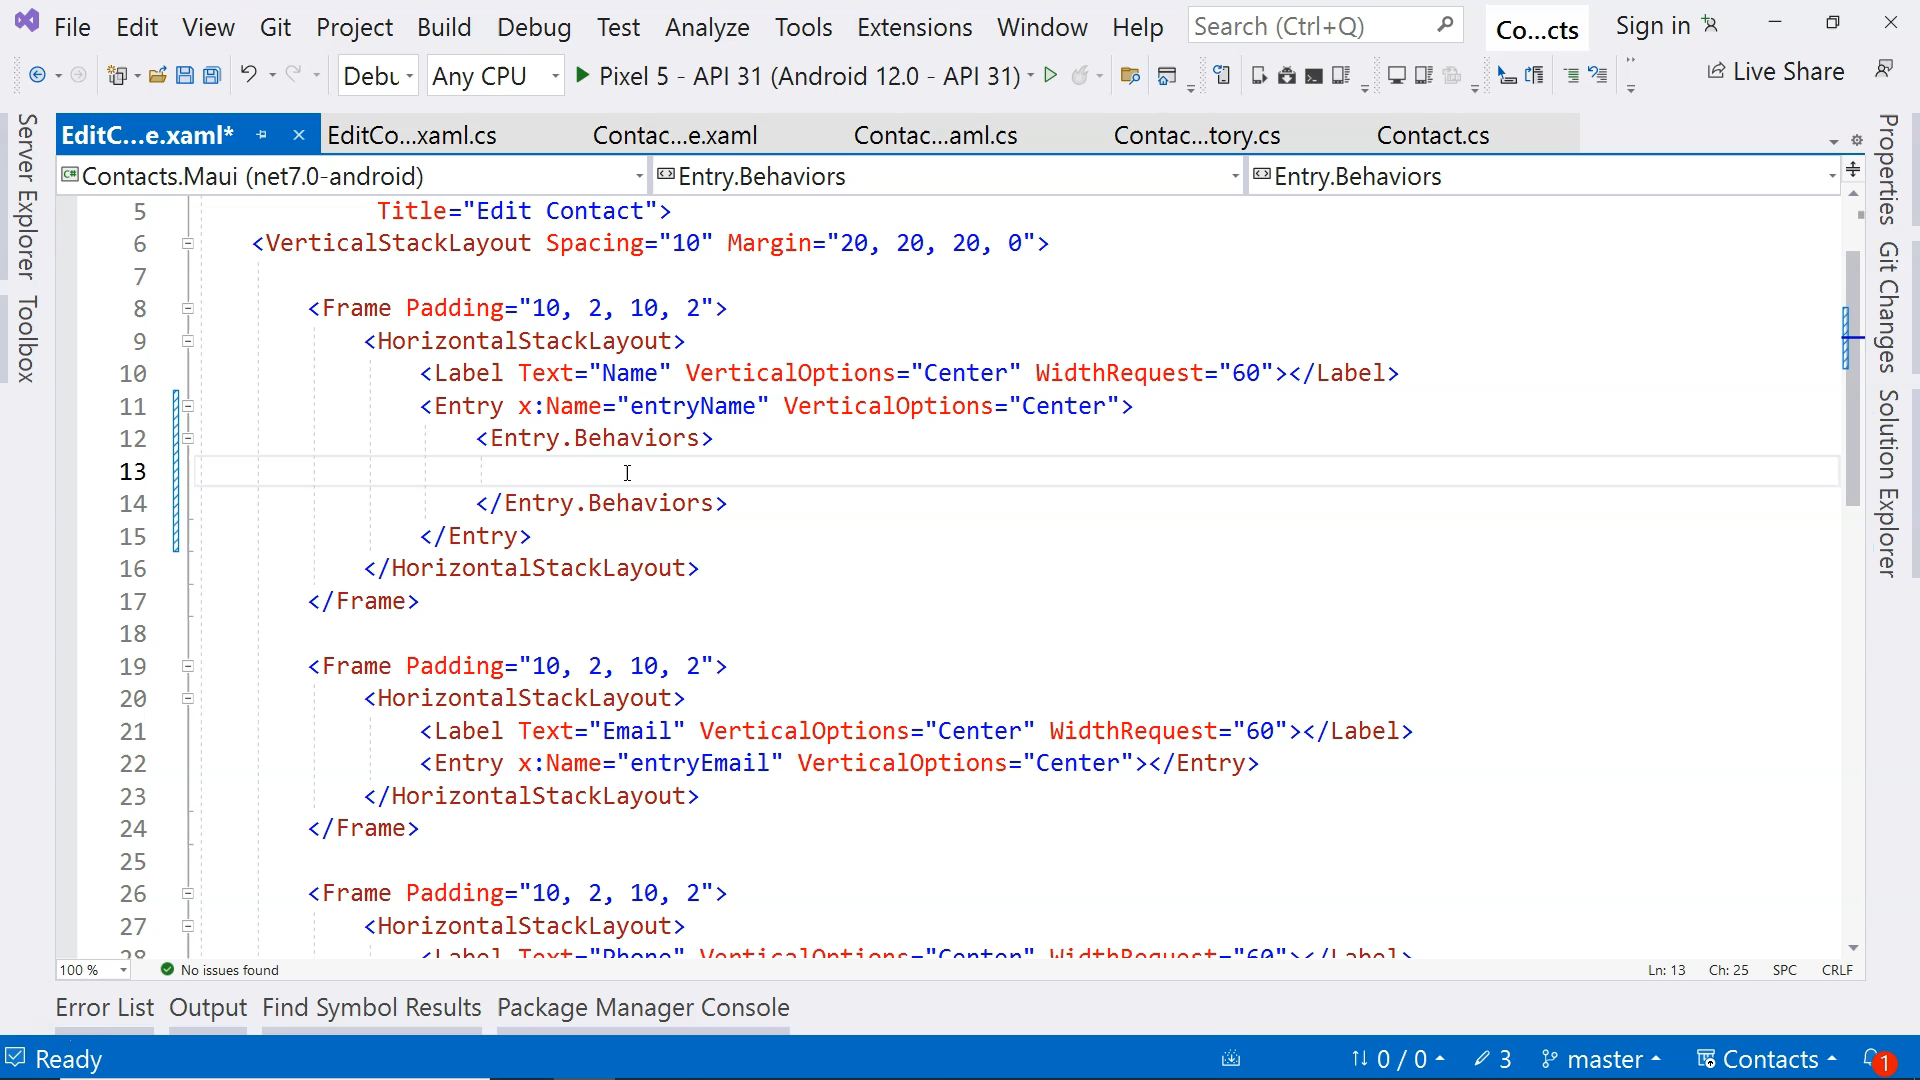 File Edit View Git Project Build Debug Test Analyze Tools Extensions Window Help Search (Ctrl+Q) Co...cts Sign in
Debu Any CPU Pixel 5 - API 31 (Android 12.0 - API 31) Live Share
EditC...e.xaml* EditCo...xaml.cs Contac...e.xaml Contac...aml.cs Contac...tory.cs Contact.cs
Contacts.Maui (net7.0-android) Entry.Behaviors Entry.Behaviors
Server Explorer
Toolbox
5 Title="Edit Contact">
6 <VerticalStackLayout Spacing="10" Margin="20, 20, 20, 0">
7
8 <Frame Padding="10, 2, 10, 2">
9 <HorizontalStackLayout>
10 <Label Text="Name" VerticalOptions="Center" WidthRequest="60"></Label>
11 <Entry x:Name="entryName" VerticalOptions="Center">
12 <Entry.Behaviors>
13
14 </Entry.Behaviors>
15 </Entry>
16 </HorizontalStackLayout>
17 </Frame>
18
19 <Frame Padding="10, 2, 10, 2">
20 <HorizontalStackLayout>
21 <Label Text="Email" VerticalOptions="Center" WidthRequest="60"></Label>
22 <Entry x:Name="entryEmail" VerticalOptions="Center"></Entry>
23 </HorizontalStackLayout>
24 </Frame>
25
26 <Frame Padding="10, 2, 10, 2">
27 <HorizontalStackLayout>
28 <Label Text="Phone" VerticalOptions="Center" WidthRequest="60"></Label>
Properties
Git Changes
Solution Explorer
100 % No issues found Ln: 13 Ch: 25 SPC CRLF
Error List Output Find Symbol Results Package Manager Console
Ready 0 / 0 3 master Contacts 1